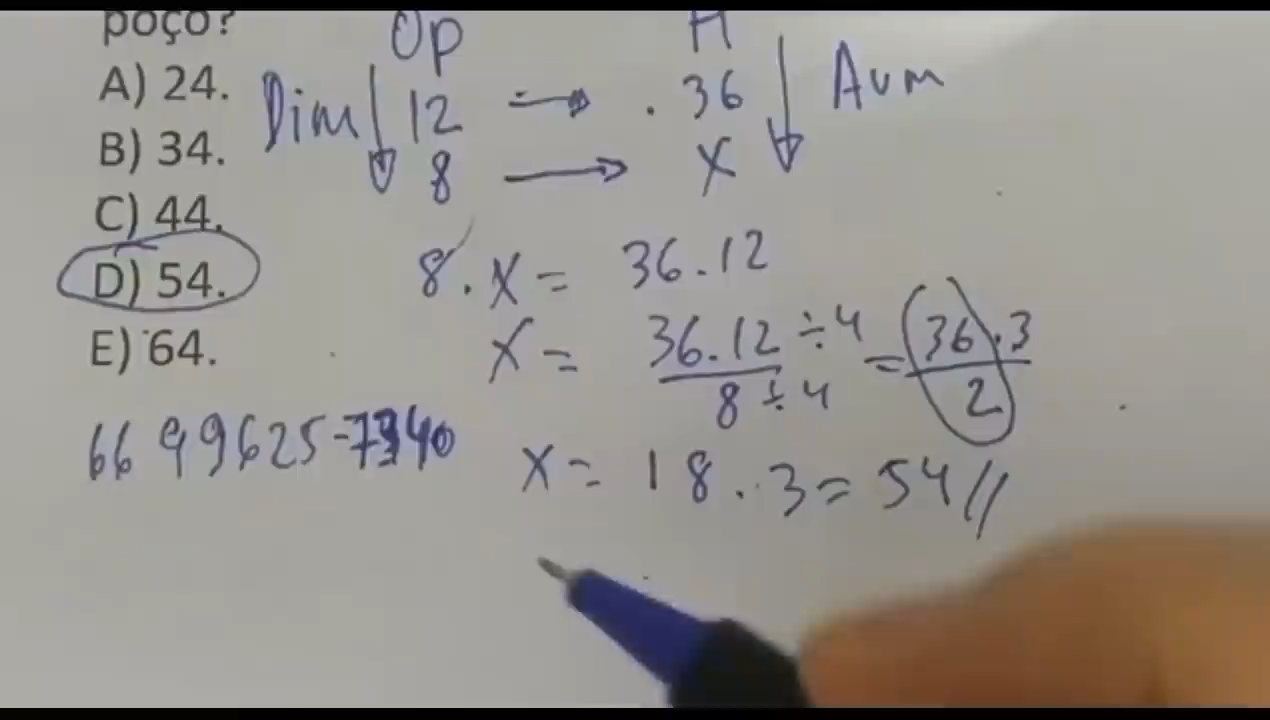 poço?
Op H
A) 24. Dim 12 → . 36 Aum
B) 34. 8 → X
C) 44.
D) 54. 8 . X = 36 . 12
X = 36 . 12 ÷ 4 / 8 ÷ 4 = 36 . 3 / 2
E) 64.
66 99625-7340
X = 18 . 3 = 54 //